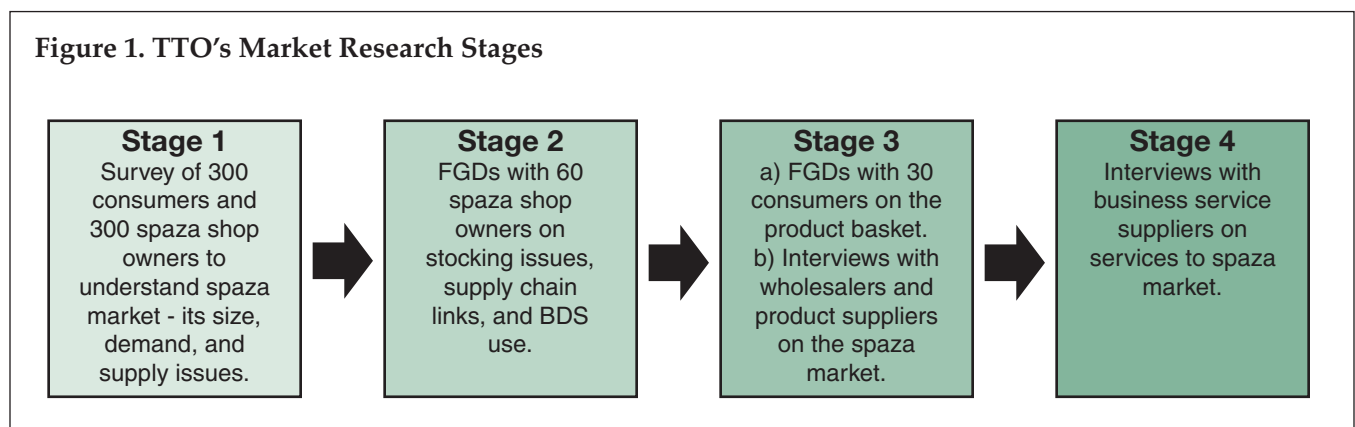 Figure 1. TTO’s Market Research Stages
Stage 1
Survey of 300
consumers and
300 spaza shop
owners to
understand spaza
market - its size,
demand, and
supply issues.
Stage 2
FGDs with 60
spaza shop
owners on
stocking issues,
supply chain
links, and BDS
use.
Stage 3
a) FGDs with 30
consumers on the
product basket.
b) Interviews with
wholesalers and
product suppliers
on the spaza
market.
Stage 4
Interviews with
business service
suppliers on
services to spaza
market.